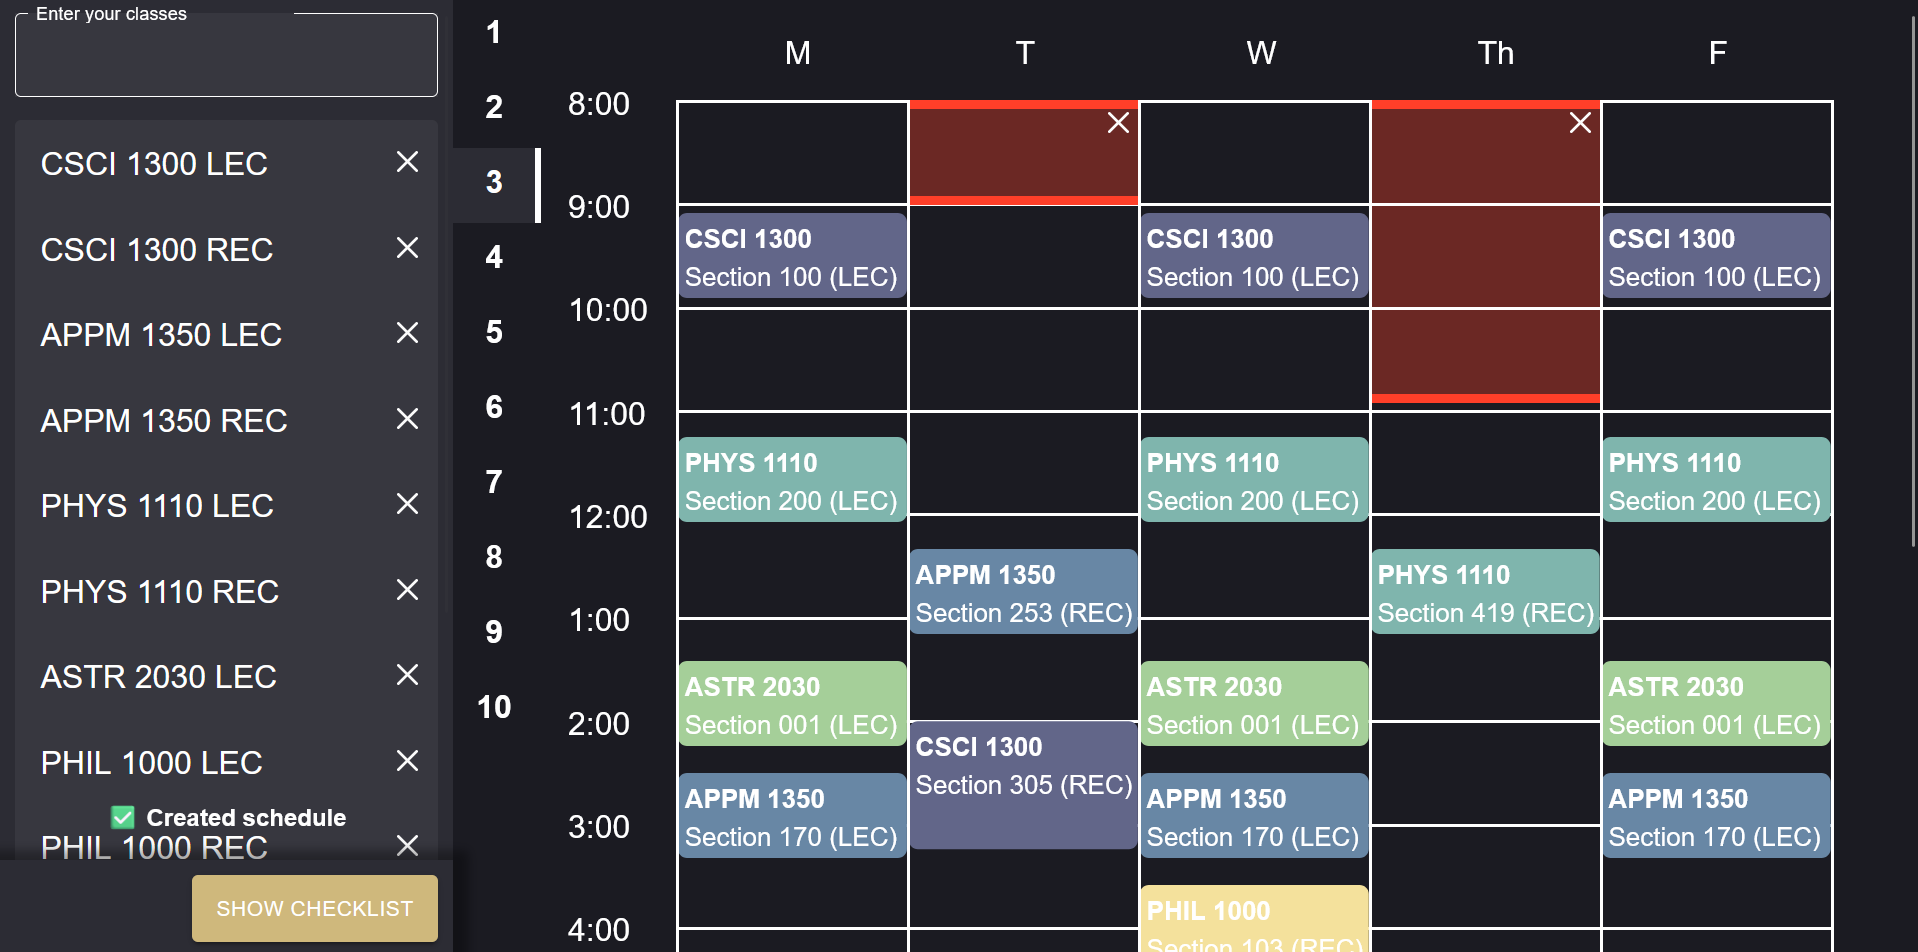 Enter your classes
CSCI 1300 LEC
CSCI 1300 REC
APPM 1350 LEC
APPM 1350 REC
PHYS 1110 LEC
PHYS 1110 REC
ASTR 2030 LEC
PHIL 1000 LEC
✅ Created schedule
PHIL 1000 REC
SHOW CHECKLIST
1
2
3
4
5
6
7
8
9
10
M T W Th F
8:00
9:00
CSCI 1300 CSCI 1300 CSCI 1300
Section 100 (LEC) Section 100 (LEC) Section 100 (LEC)
10:00
11:00
PHYS 1110 PHYS 1110 PHYS 1110
Section 200 (LEC) Section 200 (LEC) Section 200 (LEC)
12:00
APPM 1350 PHYS 1110
Section 253 (REC) Section 419 (REC)
1:00
ASTR 2030 ASTR 2030 ASTR 2030
Section 001 (LEC) Section 001 (LEC) Section 001 (LEC)
2:00
CSCI 1300
Section 305 (REC)
APPM 1350 APPM 1350 APPM 1350
Section 170 (LEC) Section 170 (LEC) Section 170 (LEC)
3:00
PHIL 1000
Section 103 (REC)
4:00